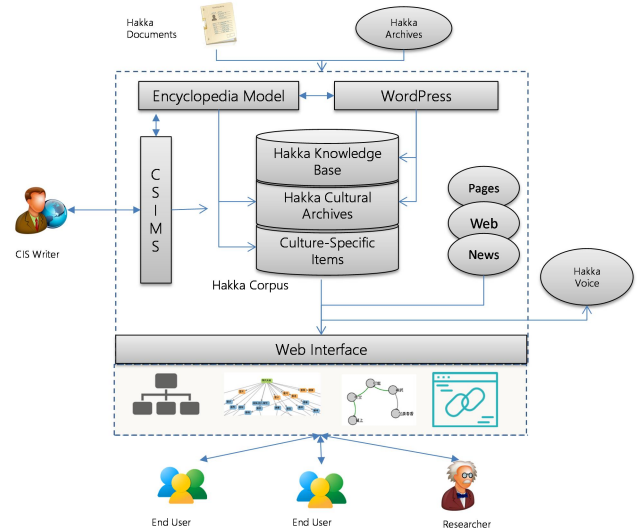 Hakka
Documents
Hakka
Archives
Encyclopedia Model
WordPress
CSIMS
Hakka Knowledge
Base
Hakka Cultural
Archives
Culture-Specific
Items
Pages
Web
News
CIS Writer
Hakka Corpus
Hakka
Voice
Web Interface
End User
End User
Researcher